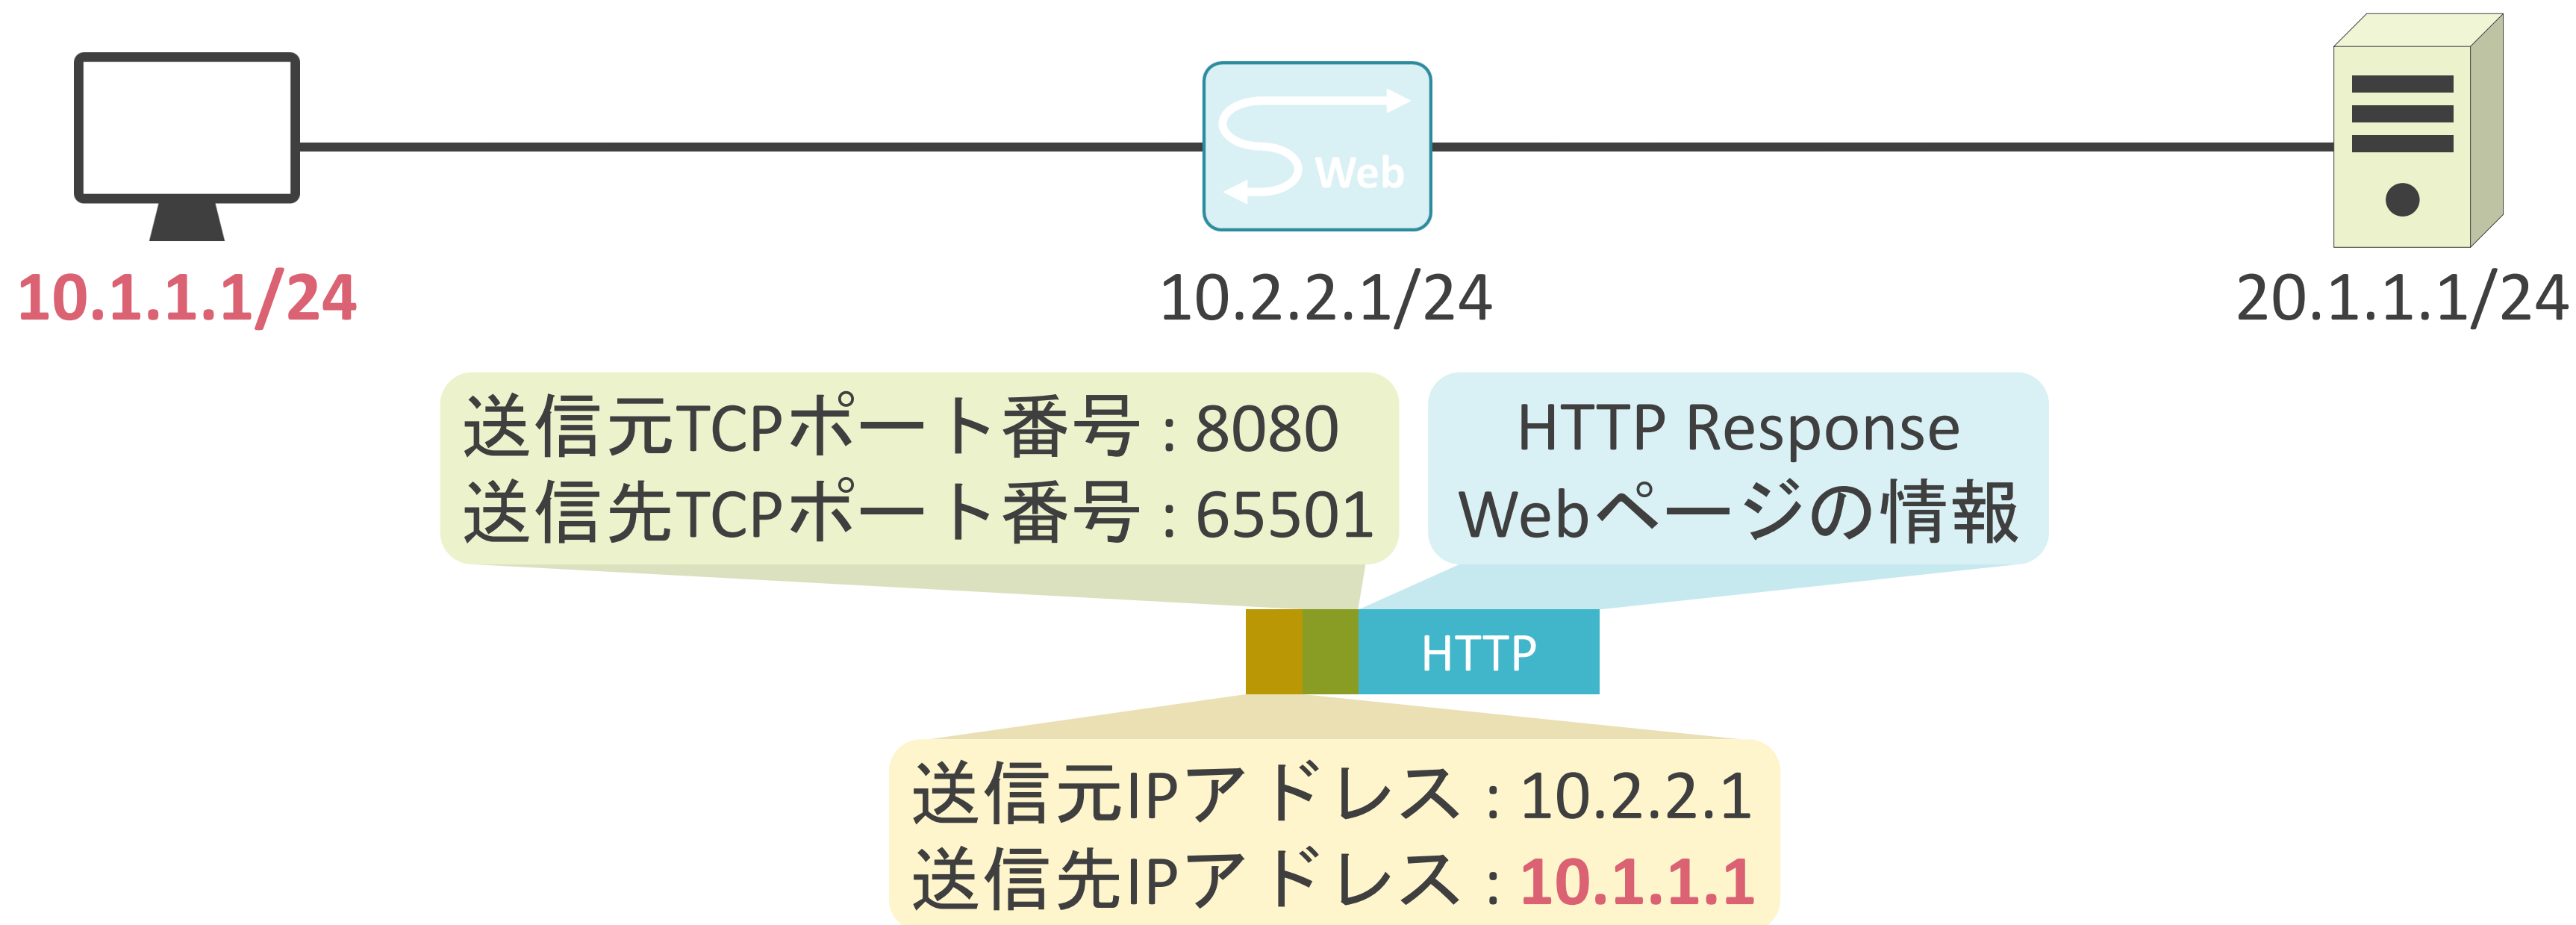 Web
10.1.1.1/24
10.2.2.1/24
20.1.1.1/24
送信元TCPポート番号 : 8080
送信先TCPポート番号 : 65501
HTTP Response
Webページの情報
HTTP
送信元IPアドレス : 10.2.2.1
送信先IPアドレス : 10.1.1.1